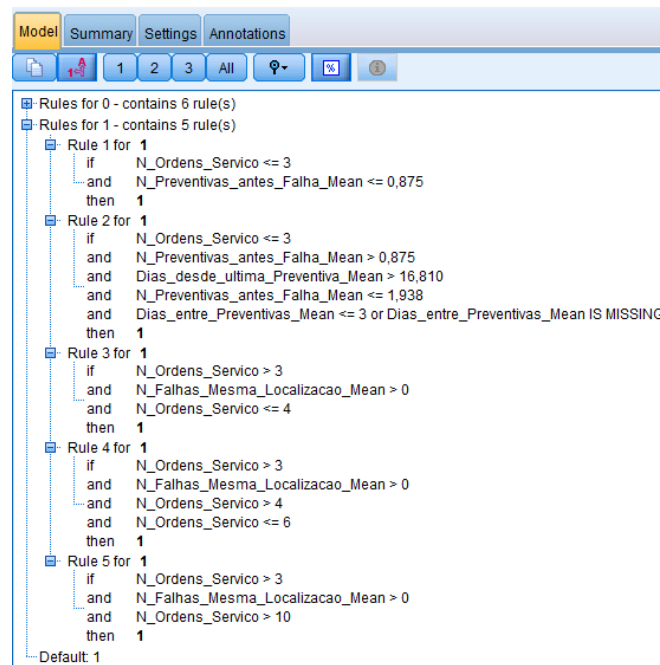 Model Summary Settings Annotations
1 2 3 All %
Rules for 0 - contains 6 rule(s)
Rules for 1 - contains 5 rule(s)
Rule 1 for 1
if N_Ordens_Servico <= 3
and N_Preventivas_antes_Falha_Mean <= 0,875
then 1
Rule 2 for 1
if N_Ordens_Servico <= 3
and N_Preventivas_antes_Falha_Mean > 0,875
and Dias_desde_ultima_Preventiva_Mean > 16,810
and N_Preventivas_antes_Falha_Mean <= 1,938
and Dias_entre_Preventivas_Mean <= 3 or Dias_entre_Preventivas_Mean IS MISSING
then 1
Rule 3 for 1
if N_Ordens_Servico > 3
and N_Falhas_Mesma_Localizacao_Mean > 0
and N_Ordens_Servico <= 4
then 1
Rule 4 for 1
if N_Ordens_Servico > 3
and N_Falhas_Mesma_Localizacao_Mean > 0
and N_Ordens_Servico > 4
and N_Ordens_Servico <= 6
then 1
Rule 5 for 1
if N_Ordens_Servico > 3
and N_Falhas_Mesma_Localizacao_Mean > 0
and N_Ordens_Servico > 10
then 1
Default: 1